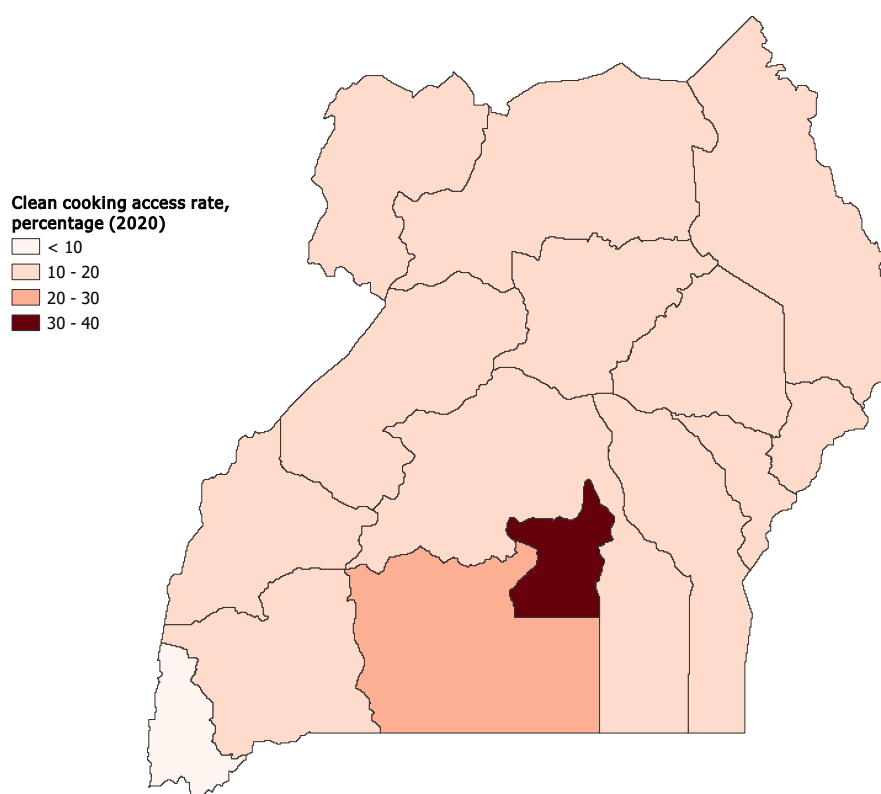 Clean cooking access rate,
percentage (2020)
< 10
10 - 20
20 - 30
30 - 40